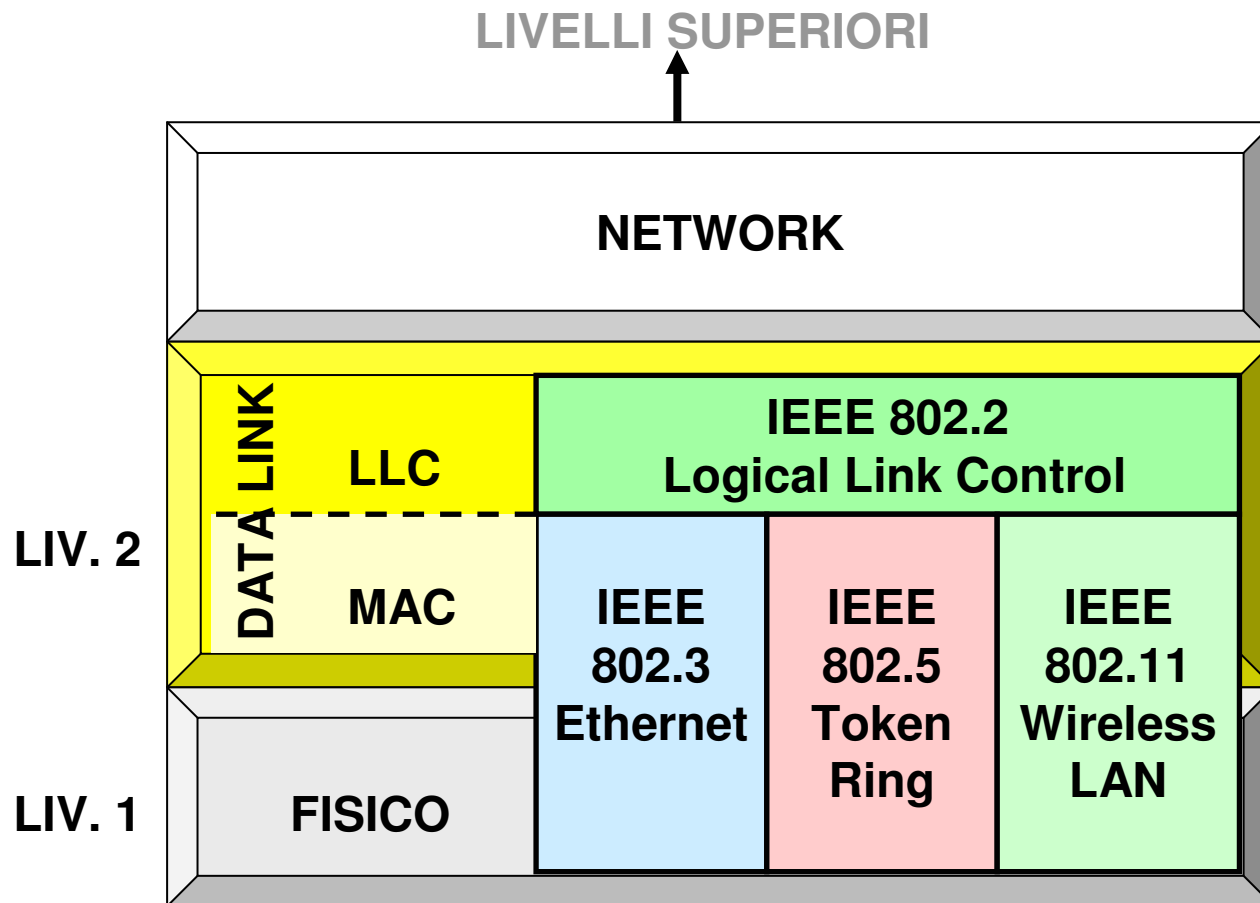 LIVELLI SUPERIORI
NETWORK
DATA LINK
LLC
IEEE 802.2
Logical Link Control
LIV. 2
MAC
IEEE
802.3
Ethernet
IEEE
802.5
Token
Ring
IEEE
802.11
Wireless
LAN
LIV. 1
FISICO